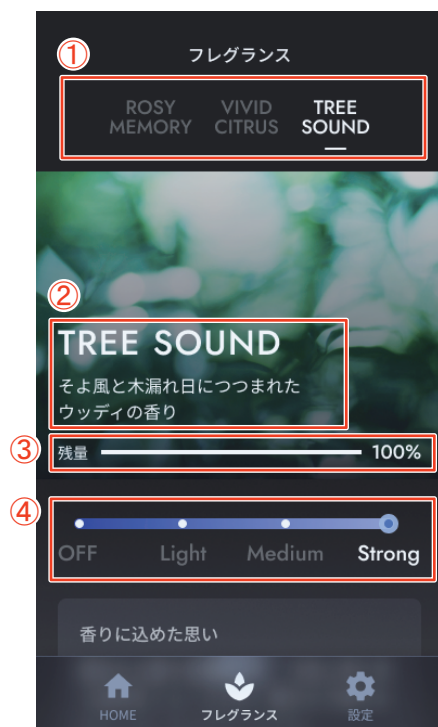 ①
フレグランス
ROSY MEMORY
VIVID CITRUS
TREE SOUND
②
TREE SOUND
そよ風と木漏れ日につつまれた
ウッディの香り
③
残量 100%
④
OFF Light Medium Strong
香りに込めた思い
HOME フレグランス 設定